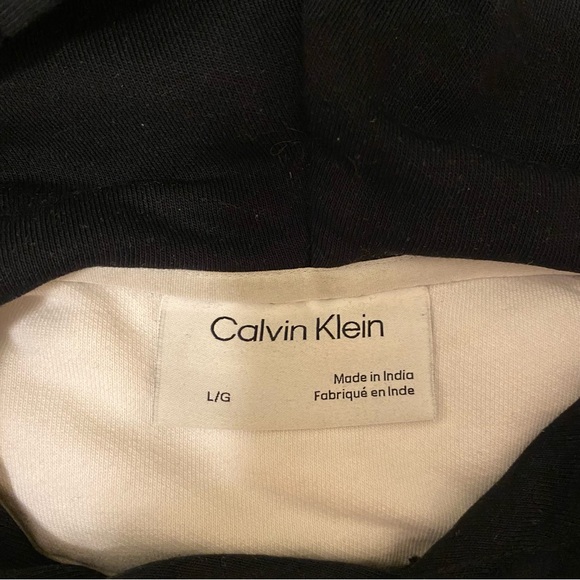 Calvin Klein
L/G
Made in India
Fabriqué en Inde